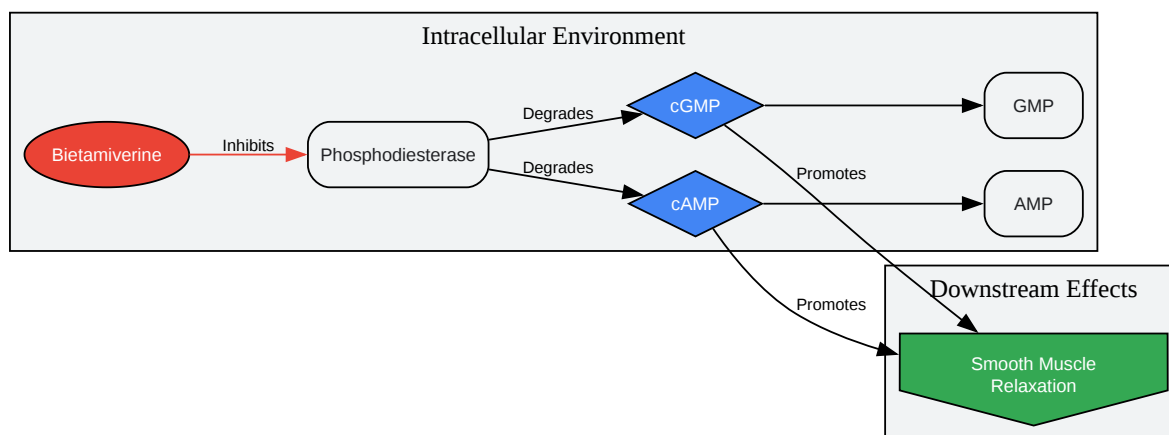 Intracellular Environment
Bietamiverine
Inhibits
Phosphodiesterase
Degrades
cGMP
GMP
Degrades
cAMP
AMP
Promotes
Promotes
Downstream Effects
Smooth Muscle
Relaxation